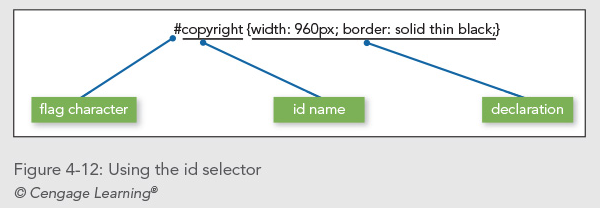 #copyright {width: 960px; border: solid thin black;}
flag character
id name
declaration
Figure 4-12: Using the id selector
© Cengage Learning®